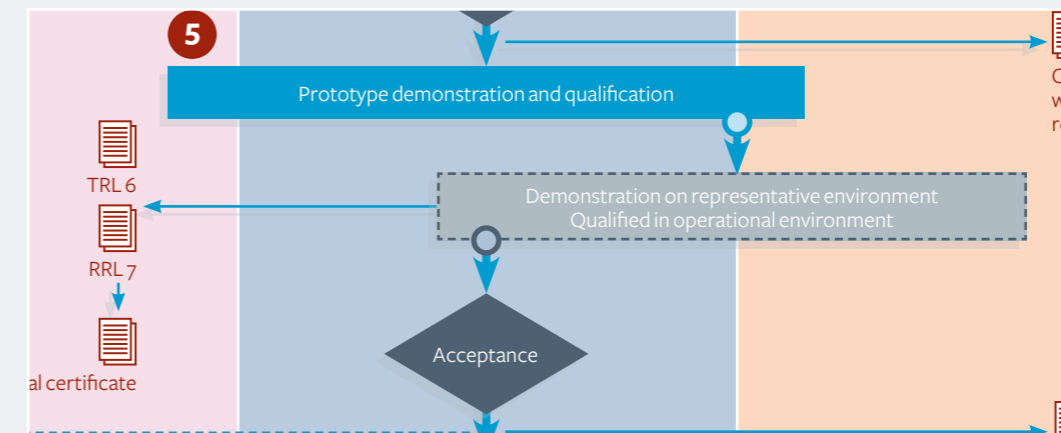 5
Prototype demonstration and qualification
TRL 6
Demonstration on representative environment
Qualified in operational environment
RRL 7
Acceptance
al certificate